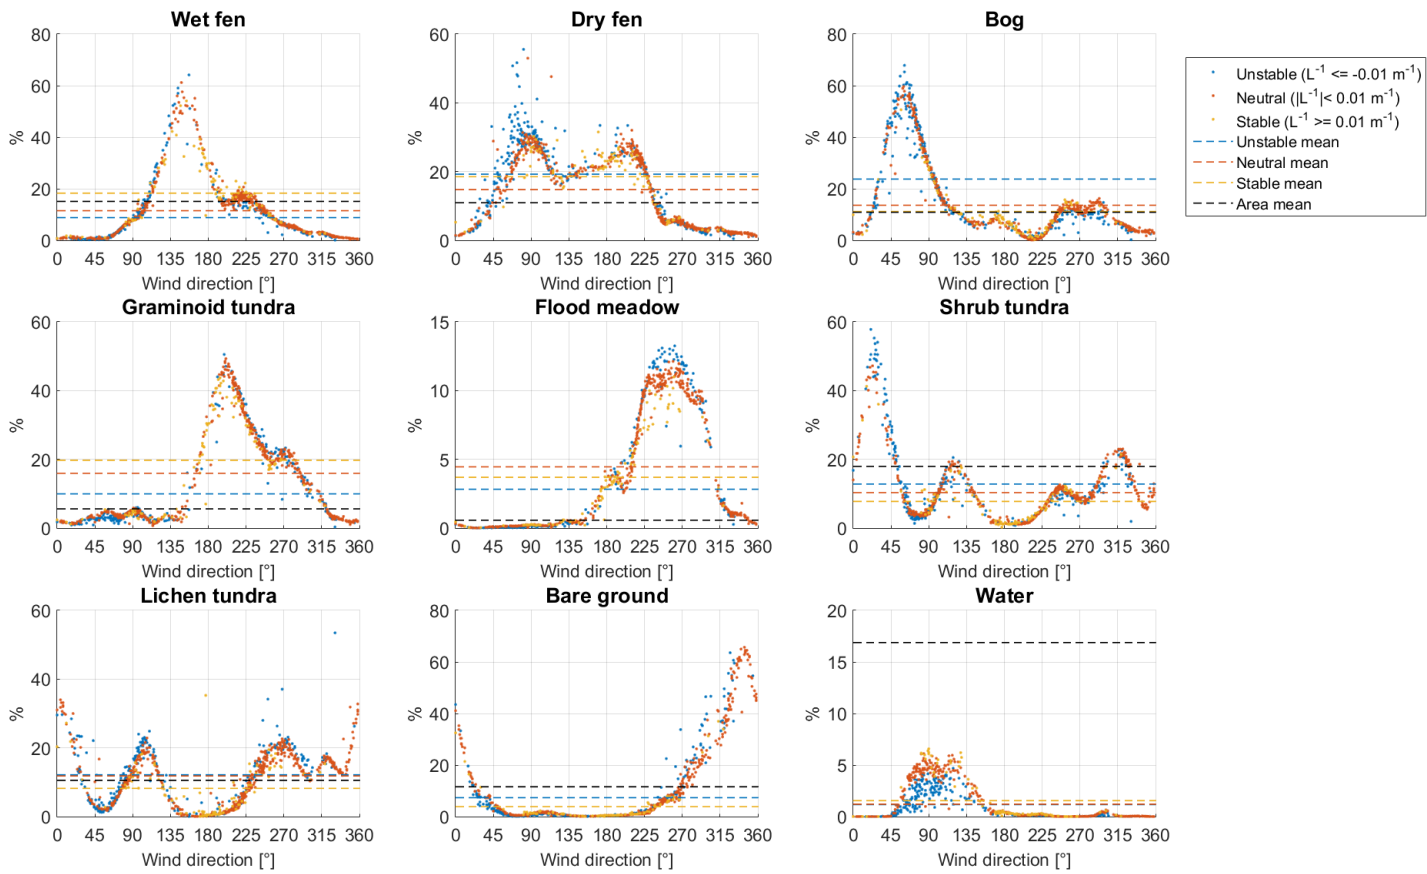 Wet fen
80
60
40
20
0
%
0 45 90 135 180 225 270 315 360
Wind direction [°]
Dry fen
60
40
20
0
%
0 45 90 135 180 225 270 315 360
Wind direction [°]
Bog
80
60
40
20
0
%
0 45 90 135 180 225 270 315 360
Wind direction [°]
Unstable (L⁻¹ <= -0.01 m⁻¹)
Neutral (|L⁻¹|< 0.01 m⁻¹)
Stable (L⁻¹ >= 0.01 m⁻¹)
Unstable mean
Neutral mean
Stable mean
Area mean
Graminoid tundra
60
40
20
0
%
0 45 90 135 180 225 270 315 360
Wind direction [°]
Flood meadow
15
10
5
0
%
0 45 90 135 180 225 270 315 360
Wind direction [°]
Shrub tundra
60
40
20
0
%
0 45 90 135 180 225 270 315 360
Wind direction [°]
Lichen tundra
60
40
20
0
%
0 45 90 135 180 225 270 315 360
Wind direction [°]
Bare ground
80
60
40
20
0
%
0 45 90 135 180 225 270 315 360
Wind direction [°]
Water
20
15
10
5
0
%
0 45 90 135 180 225 270 315 360
Wind direction [°]